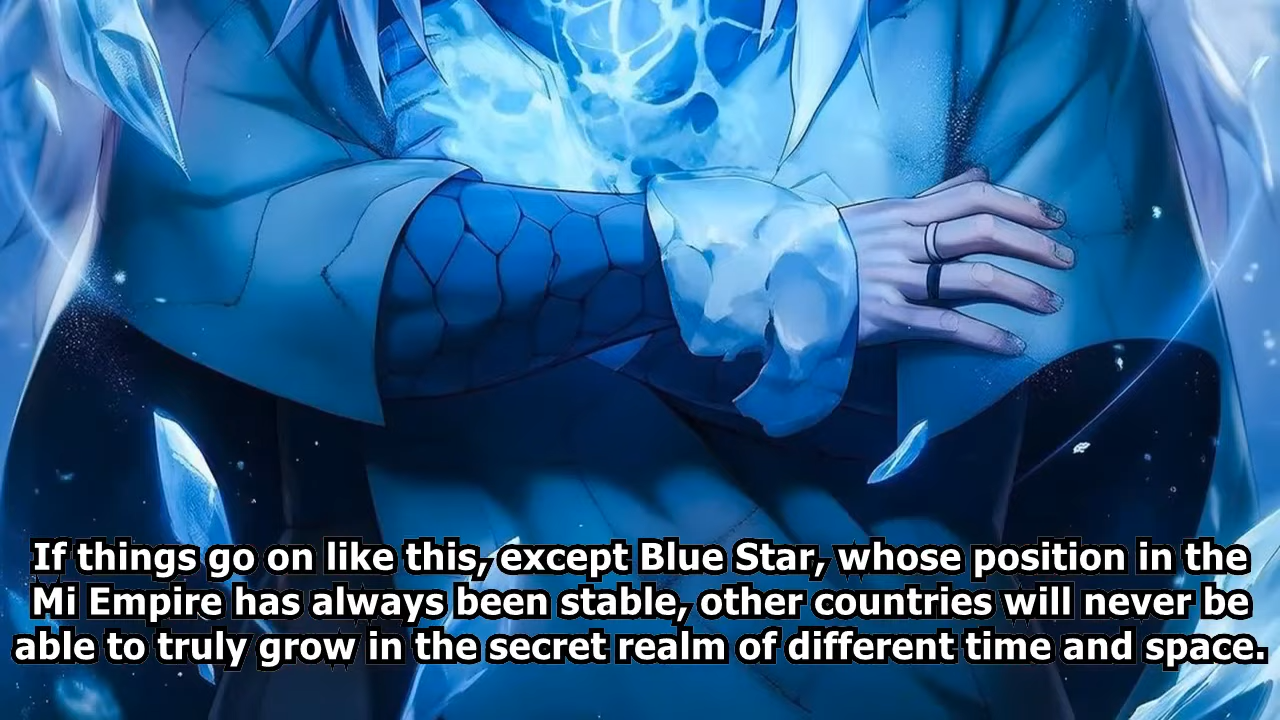 If things go on like this, except Blue Star, whose position in the
Mi Empire has always been stable, other countries will never be
able to truly grow in the secret realm of different time and space.